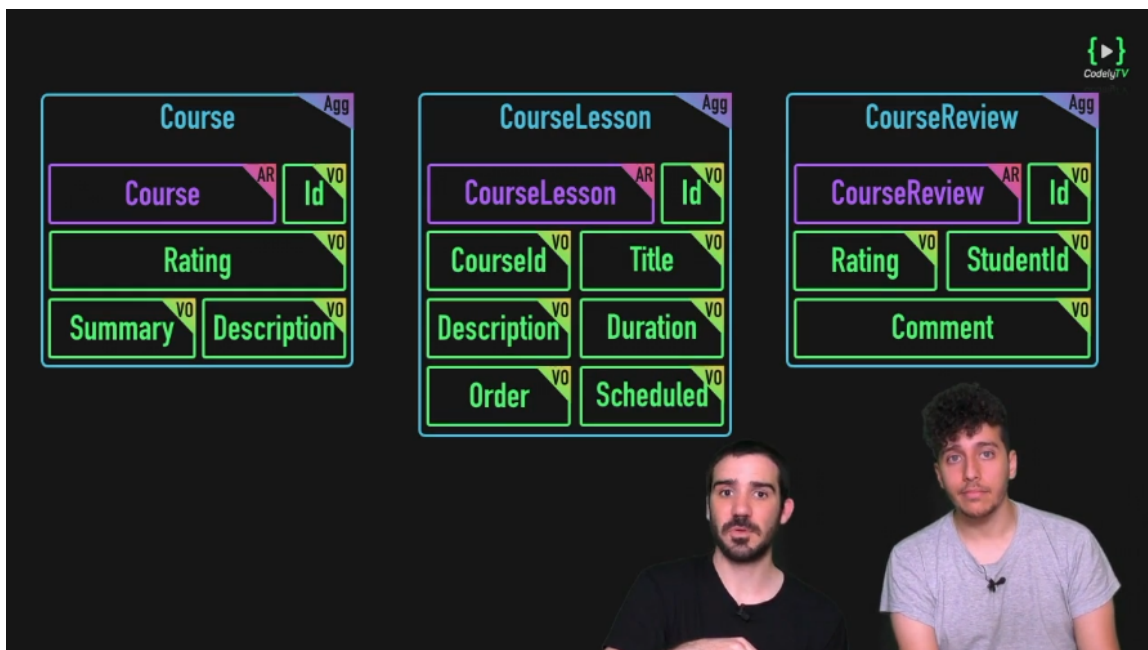 {▶}
CodelyTV
Course Agg
Course AR Id VO
Rating VO
Summary VO Description VO
CourseLesson Agg
CourseLesson AR Id VO
CourseId VO Title VO
Description VO Duration VO
Order VO Scheduled VO
CourseReview Agg
CourseReview AR Id VO
Rating VO StudentId VO
Comment VO